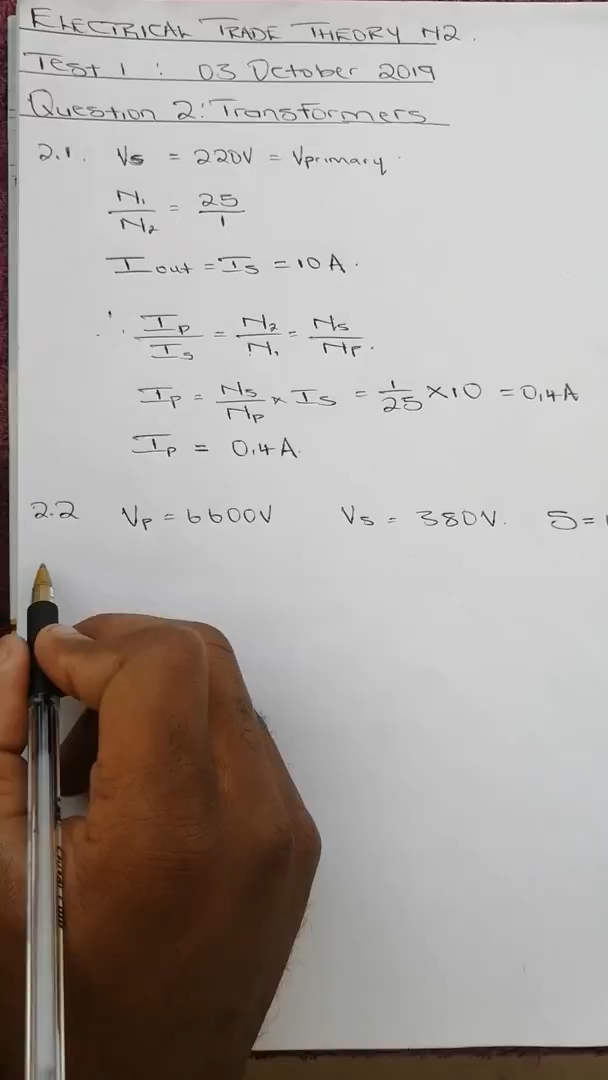 ELECTRICAL TRADE THEORY N2.
Test 1 : 03 October 2019
Question 2: Transformers
2.1. Vs = 220V = Vprimary.
N₁/N₂ = 25/1
Iout = Is = 10A.
∴ Ip/Is = N₂/N₁ = Ns/Np.
Ip = Ns/Np × Is = 1/25 × 10 = 0,4A
Ip = 0,4A.
2.2 Vp = 6600V Vs = 380V. S =